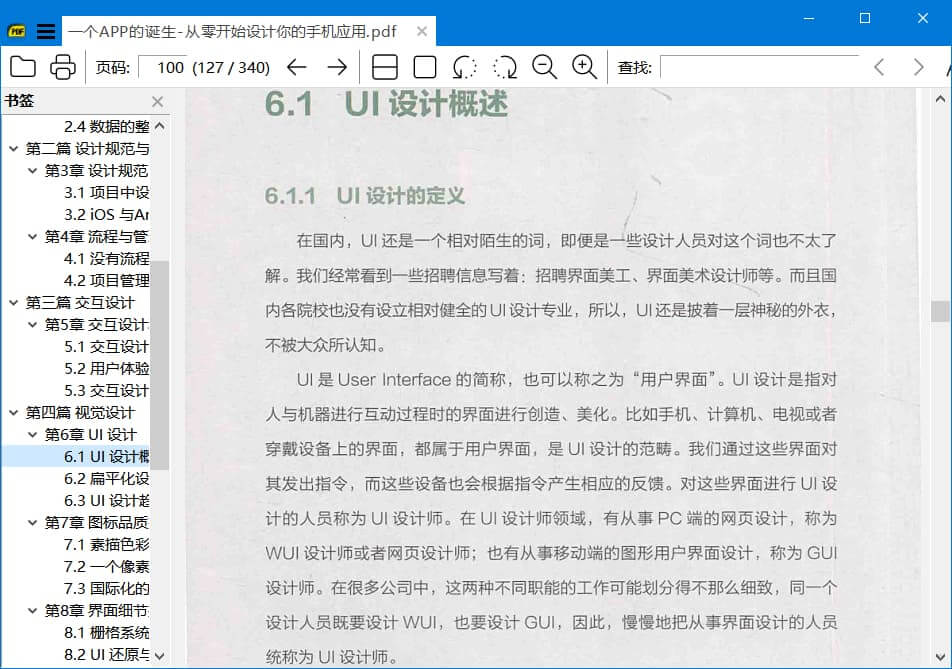 一个APP的诞生-从零开始设计你的手机应用.pdf
页码: 100 (127 / 340) 查找:
书签
2.4 数据的整
第二篇 设计规范与
第3章 设计规范
3.1 项目中设
3.2 iOS 与An
第4章 流程与管
4.1 没有流程
4.2 项目管理
第三篇 交互设计
第5章 交互设计
5.1 交互设计
5.2 用户体验
5.3 交互设计
第四篇 视觉设计
第6章 UI 设计
6.1 UI 设计概
6.2 扁平化设
6.3 UI 设计趋
第7章 图标品质
7.1 素描色彩
7.2 一个像素
7.3 国际化的
第8章 界面细节
8.1 栅格系统
8.2 UI 还原与
6.1 UI 设计概述
6.1.1 UI 设计的定义
在国内，UI 还是一个相对陌生的词，即便是一些设计人员对这个词也不太了
解。我们经常看到一些招聘信息写着：招聘界面美工、界面美术设计师等。而且国
内各院校也没有设立相对健全的 UI 设计专业，所以，UI 还是披着一层神秘的外衣，
不被大众所认知。
UI 是 User Interface 的简称，也可以称之为“用户界面”。UI 设计是指对
人与机器进行互动过程时的界面进行创造、美化。比如手机、计算机、电视或者
穿戴设备上的界面，都属于用户界面，是 UI 设计的范畴。我们通过这些界面对
其发出指令，而这些设备也会根据指令产生相应的反馈。对这些界面进行 UI 设
计的人员称为 UI 设计师。在 UI 设计师领域，有从事 PC 端的网页设计，称为
WUI 设计师或者网页设计师；也有从事移动端的图形用户界面设计，称为 GUI
设计师。在很多公司中，这两种不同职能的工作可能划分得不那么细致，同一个
设计人员既要设计 WUI，也要设计 GUI，因此，慢慢地把从事界面设计的人员
统称为 UI 设计师。